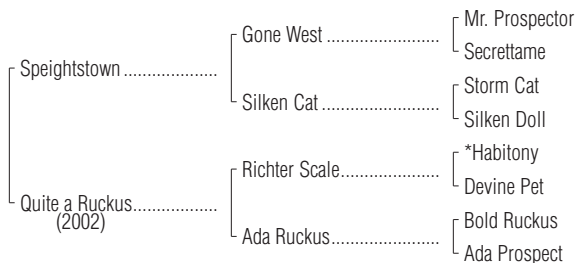 Mr. Prospector
Gone West
Secrettame
Speightstown
Storm Cat
Silken Cat
Silken Doll
*Habitony
Richter Scale
Devine Pet
Quite a Ruckus
(2002)
Bold Ruckus
Ada Ruckus
Ada Prospect